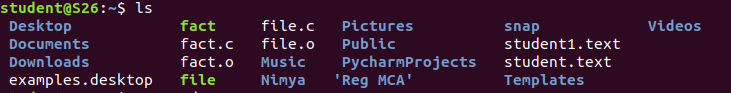 student@S26:~$ ls
Desktop fact file.c Pictures snap Videos
Documents fact.c file.o Public student1.text
Downloads fact.o Music PycharmProjects student.text
examples.desktop file Nimya 'Reg MCA' Templates